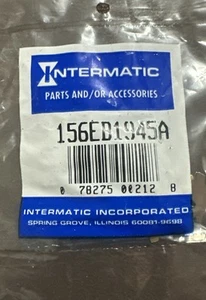 INTERMATIC
PARTS AND/OR ACCESSORIES
156EB1945A
0 78275 00212 8
INTERMATIC INCORPORATED
SPRING GROVE, ILLINOIS 60081-9698